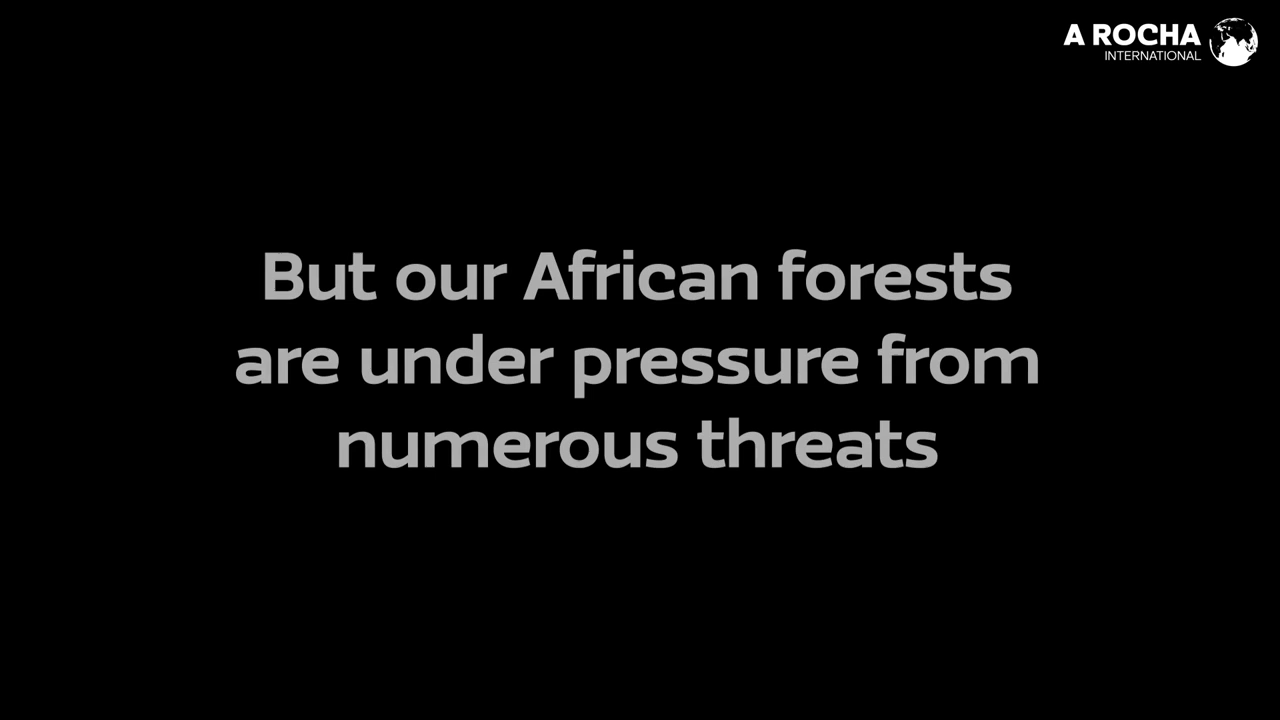 A ROCHA
INTERNATIONAL
But our African forests
are under pressure from
numerous threats